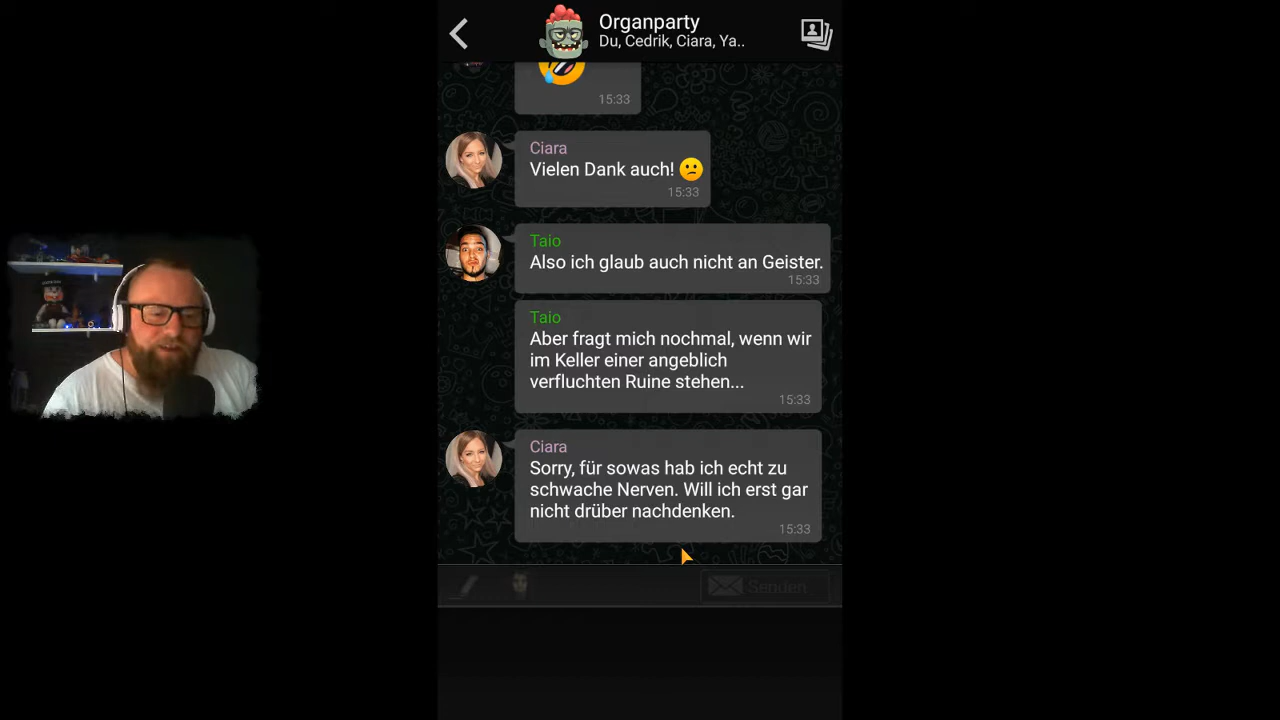 Organparty
Du, Cedrik, Ciara, Ya..
15:33
Ciara
Vielen Dank auch! 😕
15:33
Taio
Also ich glaub auch nicht an Geister.
15:33
Taio
Aber fragt mich nochmal, wenn wir
im Keller einer angeblich
verfluchten Ruine stehen...
15:33
Ciara
Sorry, für sowas hab ich echt zu
schwache Nerven. Will ich erst gar
nicht drüber nachdenken.
15:33
Senden